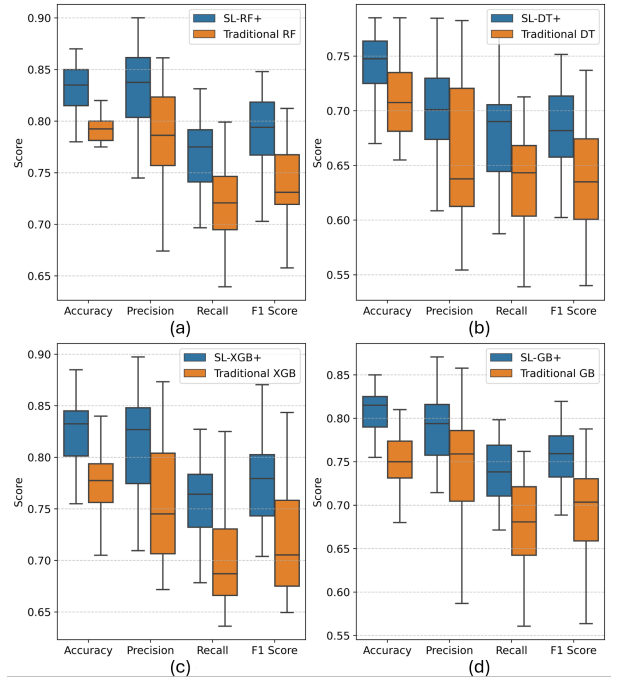 SL-RF+
Traditional RF
0.90
0.85
0.80
0.75
0.70
0.65
Score
Accuracy Precision Recall F1 Score
(a)
SL-DT+
Traditional DT
0.75
0.70
0.65
0.60
0.55
Score
Accuracy Precision Recall F1 Score
(b)
SL-XGB+
Traditional XGB
0.90
0.85
0.80
0.75
0.70
0.65
Score
Accuracy Precision Recall F1 Score
(c)
SL-GB+
Traditional GB
0.85
0.80
0.75
0.70
0.65
0.60
0.55
Score
Accuracy Precision Recall F1 Score
(d)